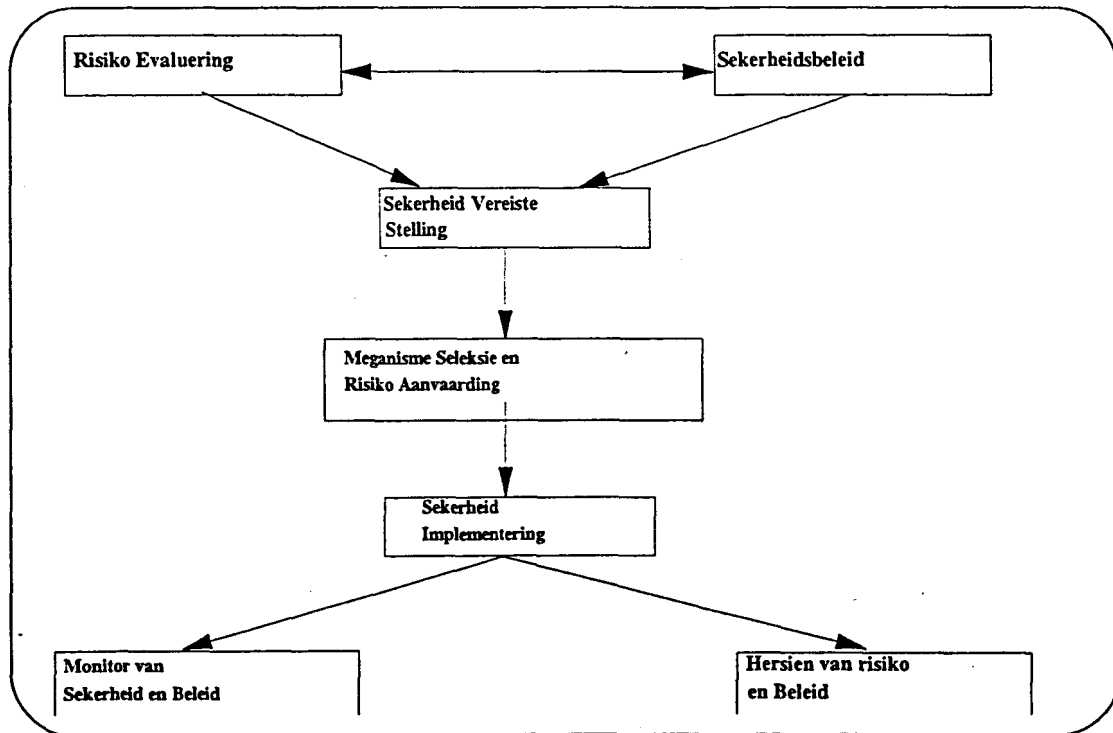 Risiko Evaluering
Sekerheidsbeleid
Sekerheid Vereiste
Stelling
Meganisme Seleksie en
Risiko Aanvaarding
Sekerheid
Implementering
Monitor van
Sekerheid en Beleid
Hersien van risiko
en Beleid